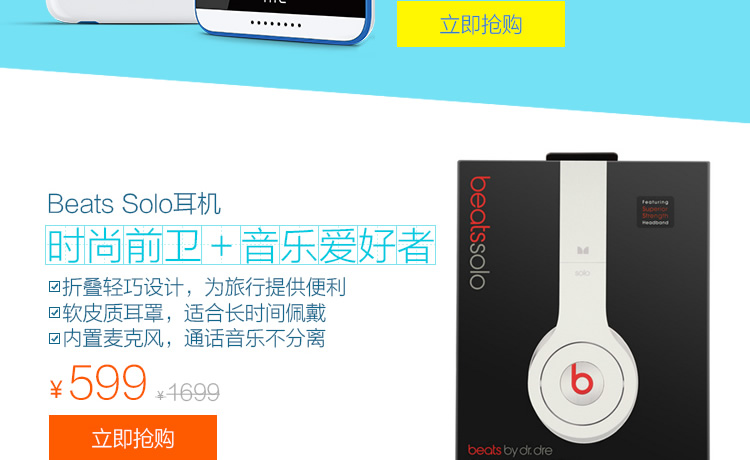 hTC
立即抢购
Beats Solo耳机
时尚前卫+音乐爱好者
折叠轻巧设计，为旅行提供便利
软皮质耳罩，适合长时间佩戴
内置麦克风，通话音乐不分离
¥599 ¥1699
立即抢购
beatssolo
Featuring
Superior
Strength
Headband
solo
b
beats by dr. dre